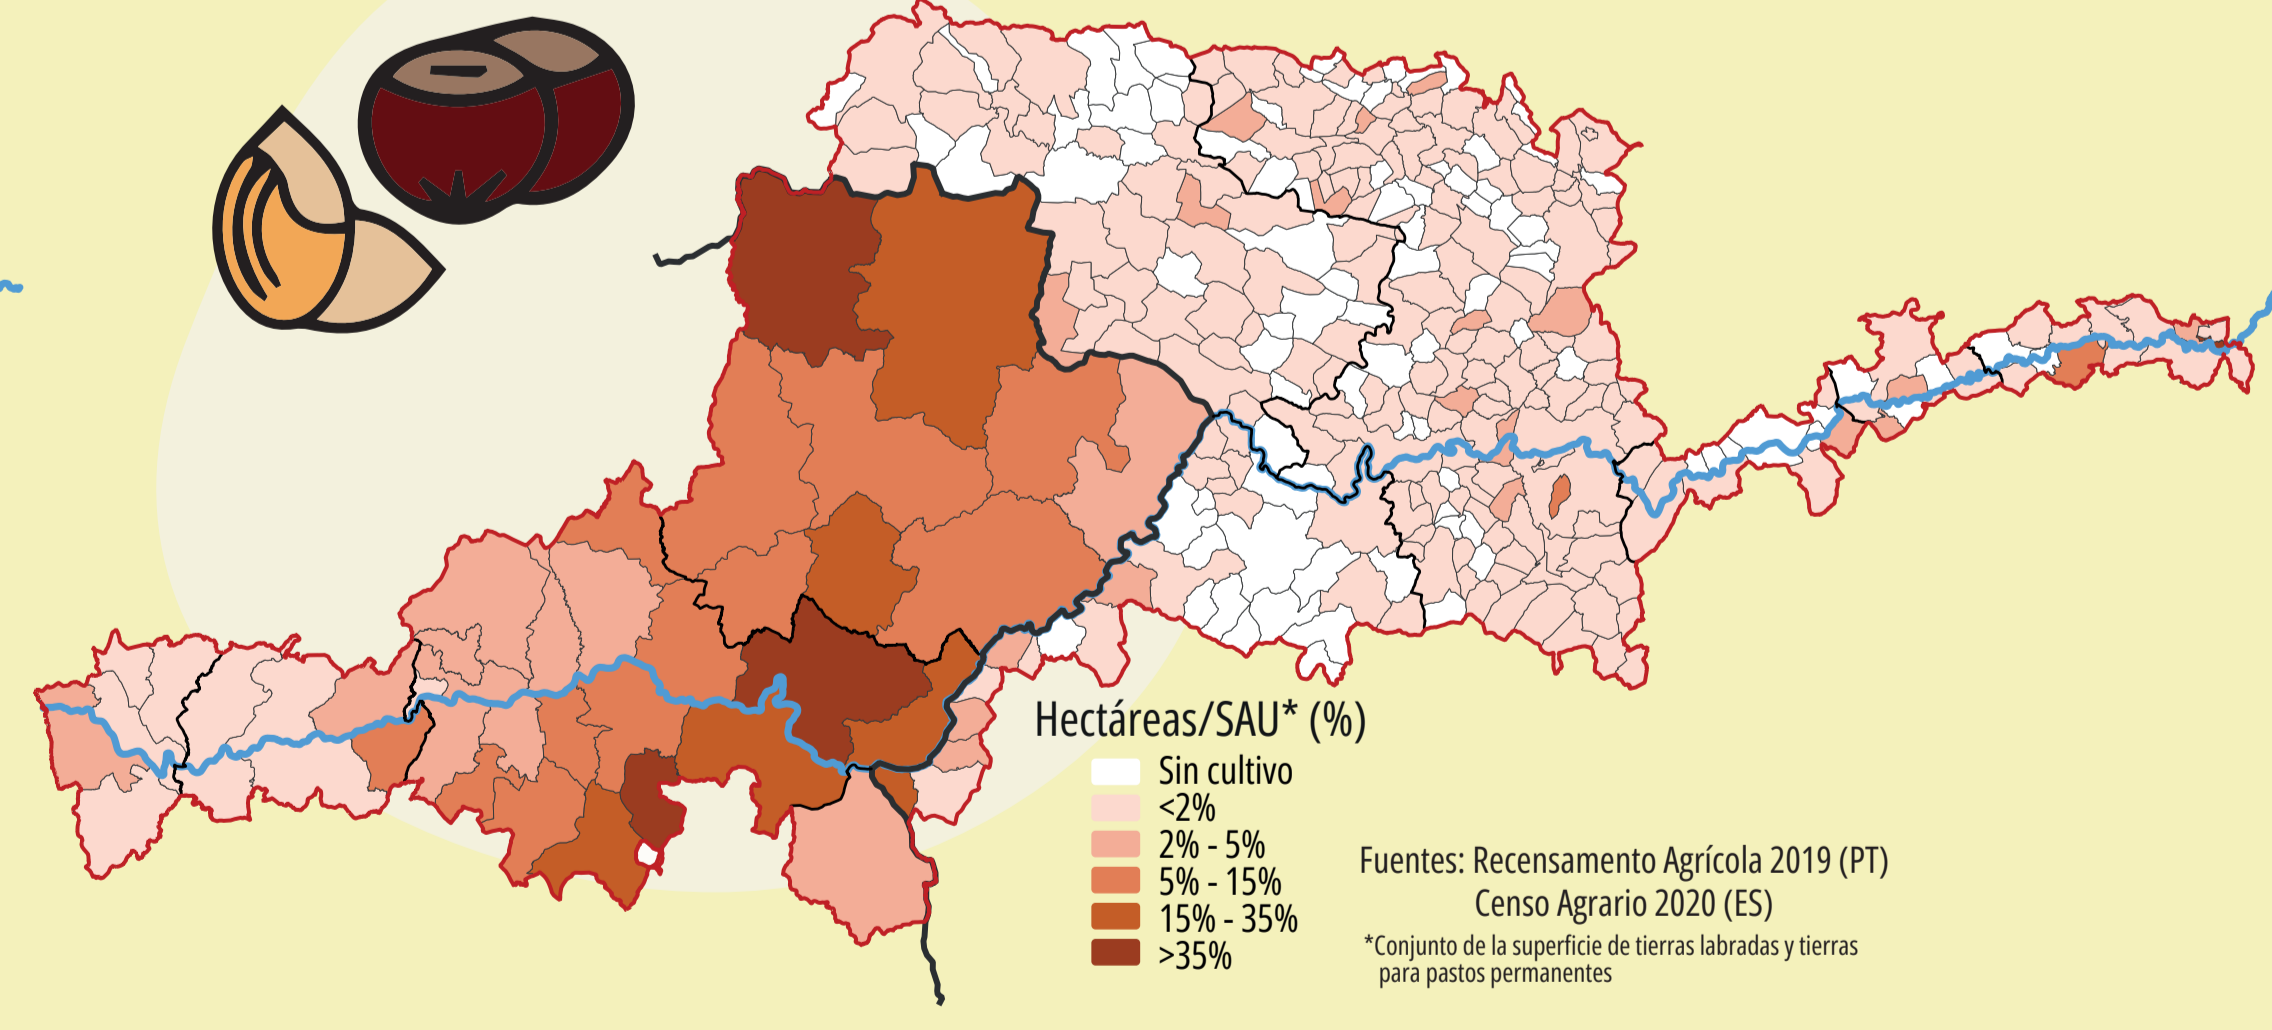 Hectáreas/SAU* (%)
Sin cultivo
<2%
2% - 5%
5% - 15%
15% - 35%
>35%
Fuentes: Recensamento Agrícola 2019 (PT)
Censo Agrario 2020 (ES)
*Conjunto de la superficie de tierras labradas y tierras
para pastos permanentes